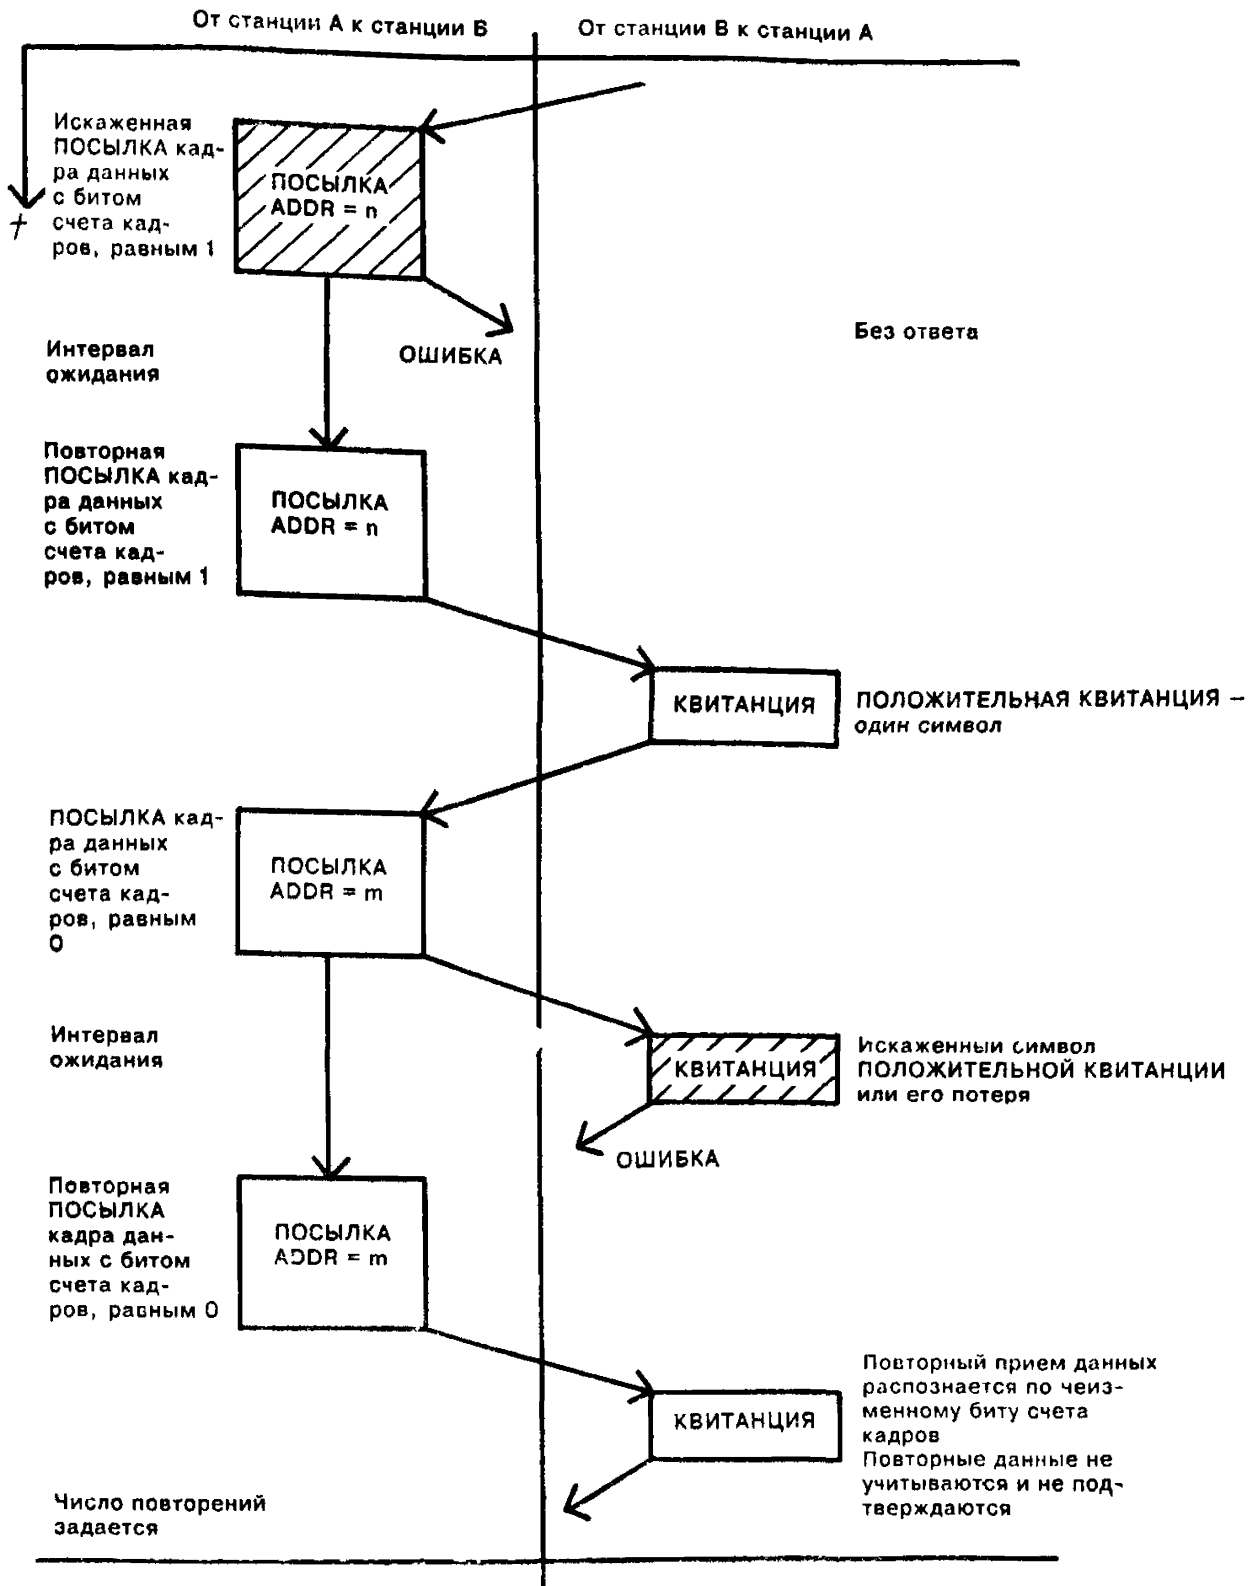 От станции А к станции Б
От станции В к станции А
Искаженная
ПОСЫЛКА кад-
ра данных
с битом
счета кад-
ров, равным 1
t
ПОСЫЛКА
ADDR = n
ОШИБКА
Без ответа
Интервал
ожидания
Повторная
ПОСЫЛКА кад-
ра данных
с битом
счета кад-
ров, равным 1
ПОСЫЛКА
ADDR = n
КВИТАНЦИЯ
ПОЛОЖИТЕЛЬНАЯ КВИТАНЦИЯ –
один символ
ПОСЫЛКА кад-
ра данных
с битом
счета кад-
ров, равным
0
ПОСЫЛКА
ADDR = m
Интервал
ожидания
КВИТАНЦИЯ
Искаженный символ
ПОЛОЖИТЕЛЬНОЙ КВИТАНЦИИ
или его потеря
ОШИБКА
Повторная
ПОСЫЛКА
кадра дан-
ных с битом
счета кад-
ров, равным 0
ПОСЫЛКА
ADDR = m
КВИТАНЦИЯ
Повторный прием данных
распознается по чеиз-
менному биту счета
кадров
Повторные данные не
учитываются и не под-
тверждаются
Число повторений
задается